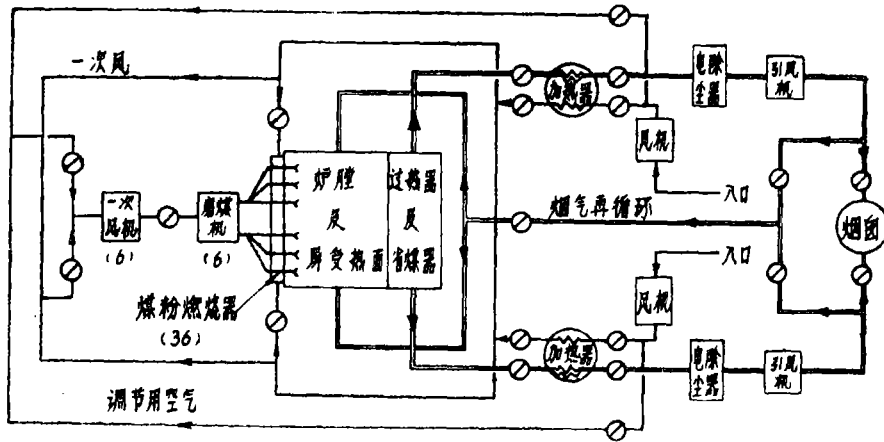 一次风
加热器
电除
尘器
引风
机
风机
入口
炉膛
及
屏受热面
过热器
及
省煤器
一次
风机
(6)
磨煤
机
(6)
烟气再循环
烟囱
入口
风机
煤粉燃烧器
(36)
加热器
电除
尘器
引风
机
调节用空气